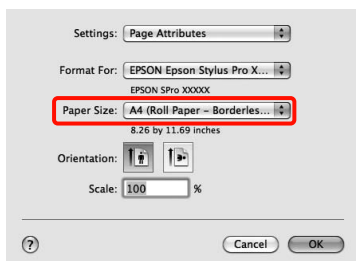 Settings: Page Attributes
Format For: EPSON Epson Stylus Pro X...
EPSON SPro XXXXX
Paper Size: A4 (Roll Paper – Borderles...
8.26 by 11.69 inches
Orientation:
Scale: 100 %
? Cancel OK